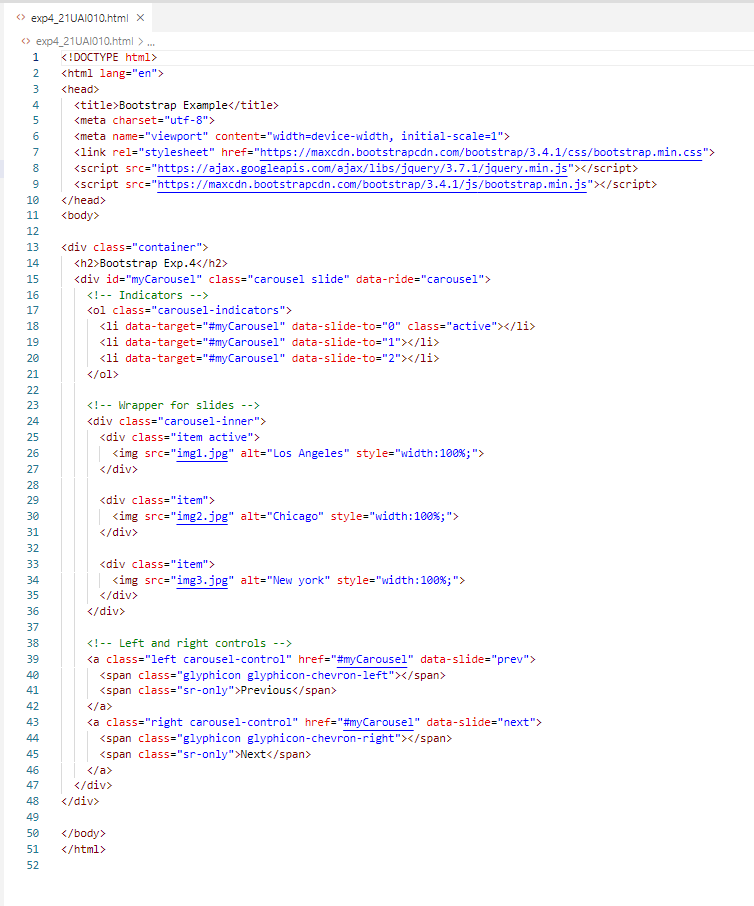 exp4_21UAI010.html ×
exp4_21UAI010.html > ...
1 <!DOCTYPE html>
2 <html lang="en">
3 <head>
4 <title>Bootstrap Example</title>
5 <meta charset="utf-8">
6 <meta name="viewport" content="width=device-width, initial-scale=1">
7 <link rel="stylesheet" href="https://maxcdn.bootstrapcdn.com/bootstrap/3.4.1/css/bootstrap.min.css">
8 <script src="https://ajax.googleapis.com/ajax/libs/jquery/3.7.1/jquery.min.js"></script>
9 <script src="https://maxcdn.bootstrapcdn.com/bootstrap/3.4.1/js/bootstrap.min.js"></script>
10 </head>
11 <body>
12
13 <div class="container">
14 <h2>Bootstrap Exp.4</h2>
15 <div id="myCarousel" class="carousel slide" data-ride="carousel">
16 <!-- Indicators -->
17 <ol class="carousel-indicators">
18 <li data-target="#myCarousel" data-slide-to="0" class="active"></li>
19 <li data-target="#myCarousel" data-slide-to="1"></li>
20 <li data-target="#myCarousel" data-slide-to="2"></li>
21 </ol>
22
23 <!-- Wrapper for slides -->
24 <div class="carousel-inner">
25 <div class="item active">
26 <img src="img1.jpg" alt="Los Angeles" style="width:100%;">
27 </div>
28
29 <div class="item">
30 <img src="img2.jpg" alt="Chicago" style="width:100%;">
31 </div>
32
33 <div class="item">
34 <img src="img3.jpg" alt="New york" style="width:100%;">
35 </div>
36 </div>
37
38 <!-- Left and right controls -->
39 <a class="left carousel-control" href="#myCarousel" data-slide="prev">
40 <span class="glyphicon glyphicon-chevron-left"></span>
41 <span class="sr-only">Previous</span>
42 </a>
43 <a class="right carousel-control" href="#myCarousel" data-slide="next">
44 <span class="glyphicon glyphicon-chevron-right"></span>
45 <span class="sr-only">Next</span>
46 </a>
47 </div>
48 </div>
49
50 </body>
51 </html>
52